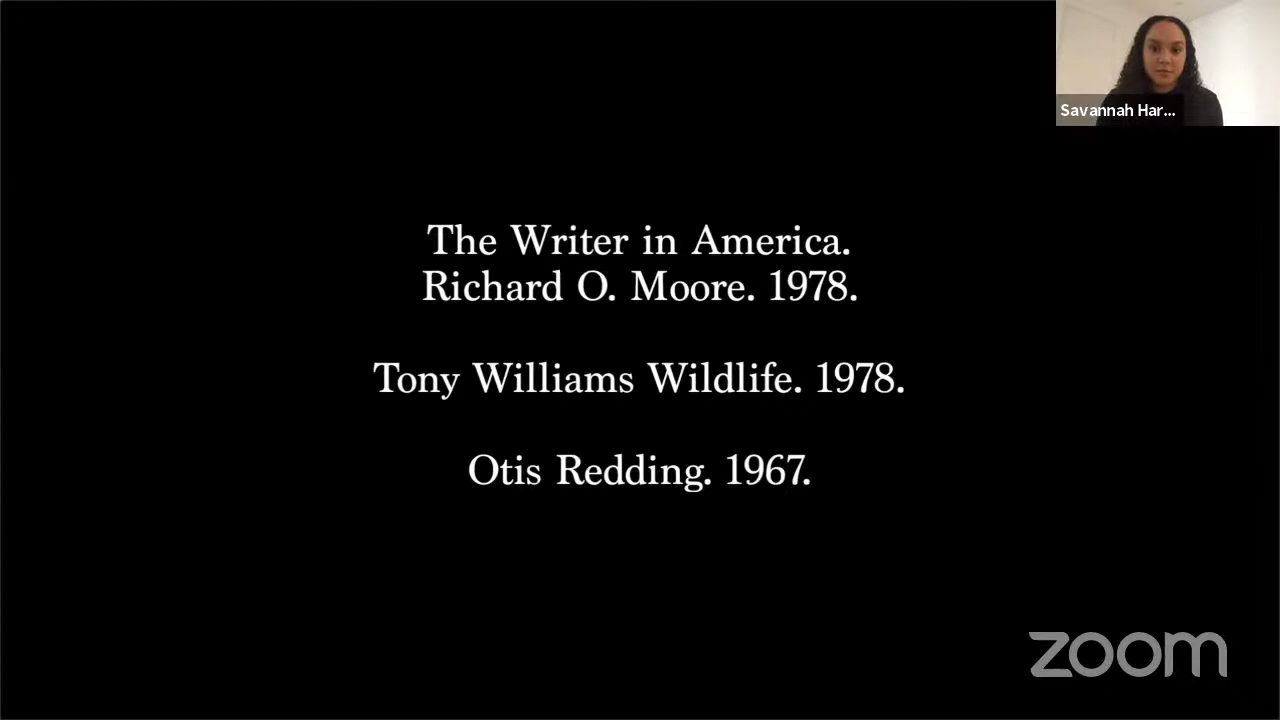 Savannah Har...
The Writer in America.
Richard O. Moore. 1978.
Tony Williams Wildlife. 1978.
Otis Redding. 1967.
zoom